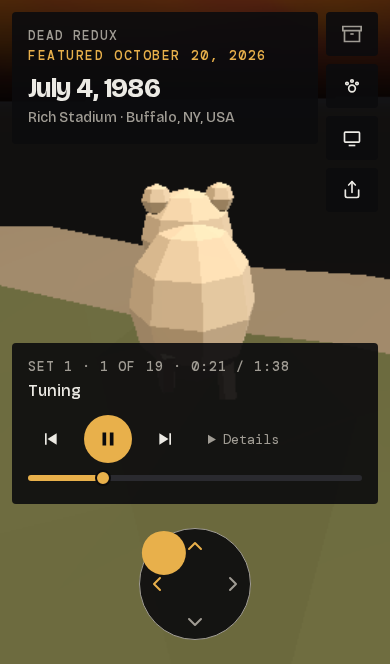 DEAD REDUX
FEATURED OCTOBER 20, 2026
July 4, 1986
Rich Stadium · Buffalo, NY, USA
SET 1 · 1 OF 19 · 0:21 / 1:38
Tuning
Details